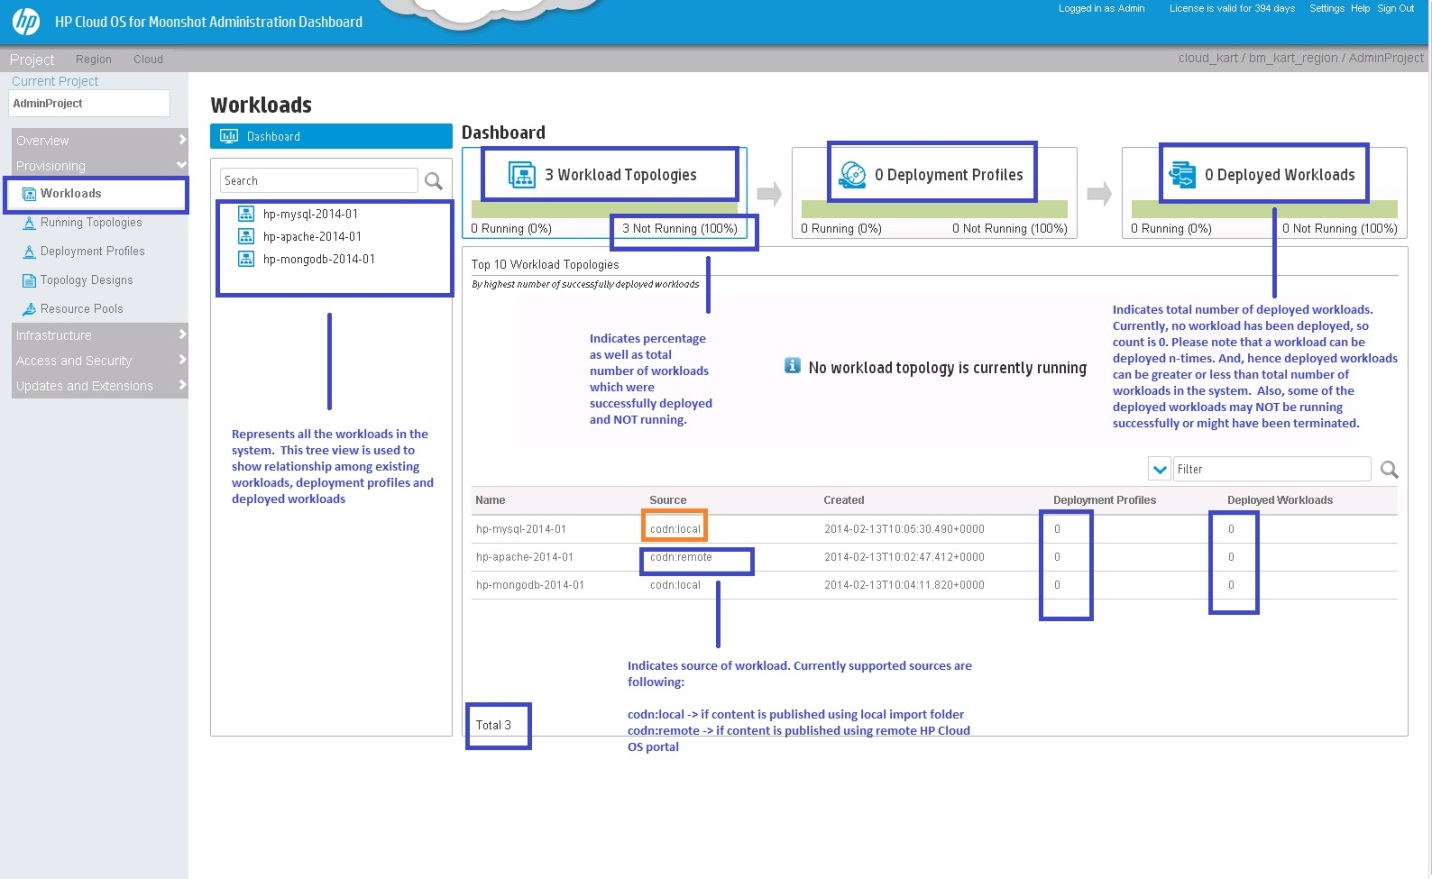 hp
HP Cloud OS for Moonshot Administration Dashboard
Logged in as Admin License is valid for 394 days Settings Help Sign Out
Project Region Cloud
cloud_kart / bm_kart_region / AdminProject
Current Project
AdminProject
Overview
Provisioning
Workloads
Running Topologies
Deployment Profiles
Topology Designs
Resource Pools
Infrastructure
Access and Security
Updates and Extensions
Workloads
Dashboard
Search
hp-mysql-2014-01
hp-apache-2014-01
hp-mongodb-2014-01
Represents all the workloads in the
system. This tree view is used to
show relationship among existing
workloads, deployment profiles and
deployed workloads
Dashboard
3 Workload Topologies
0 Running (0%) 3 Not Running (100%)
0 Deployment Profiles
0 Running (0%) 0 Not Running (100%)
0 Deployed Workloads
0 Running (0%) 0 Not Running (100%)
Top 10 Workload Topologies
By highest number of successfully deployed workloads
Indicates percentage
as well as total
number of workloads
which were
successfully deployed
and NOT running.
No workload topology is currently running
Indicates total number of deployed workloads.
Currently, no workload has been deployed, so
count is 0. Please note that a workload can be
deployed n-times. And, hence deployed workloads
can be greater or less than total number of
workloads in the system. Also, some of the
deployed workloads may NOT be running
successfully or might have been terminated.
Filter
Name Source Created Deployment Profiles Deployed Workloads
hp-mysql-2014-01 codn:local 2014-02-13T10:05:30.490+0000 0 0
hp-apache-2014-01 codn:remote 2014-02-13T10:02:47.412+0000 0 0
hp-mongodb-2014-01 codn:local 2014-02-13T10:04:11.820+0000 0 0
Indicates source of workload. Currently supported sources are
following:
codn:local -> if content is published using local import folder
codn:remote -> if content is published using remote HP Cloud
OS portal
Total 3